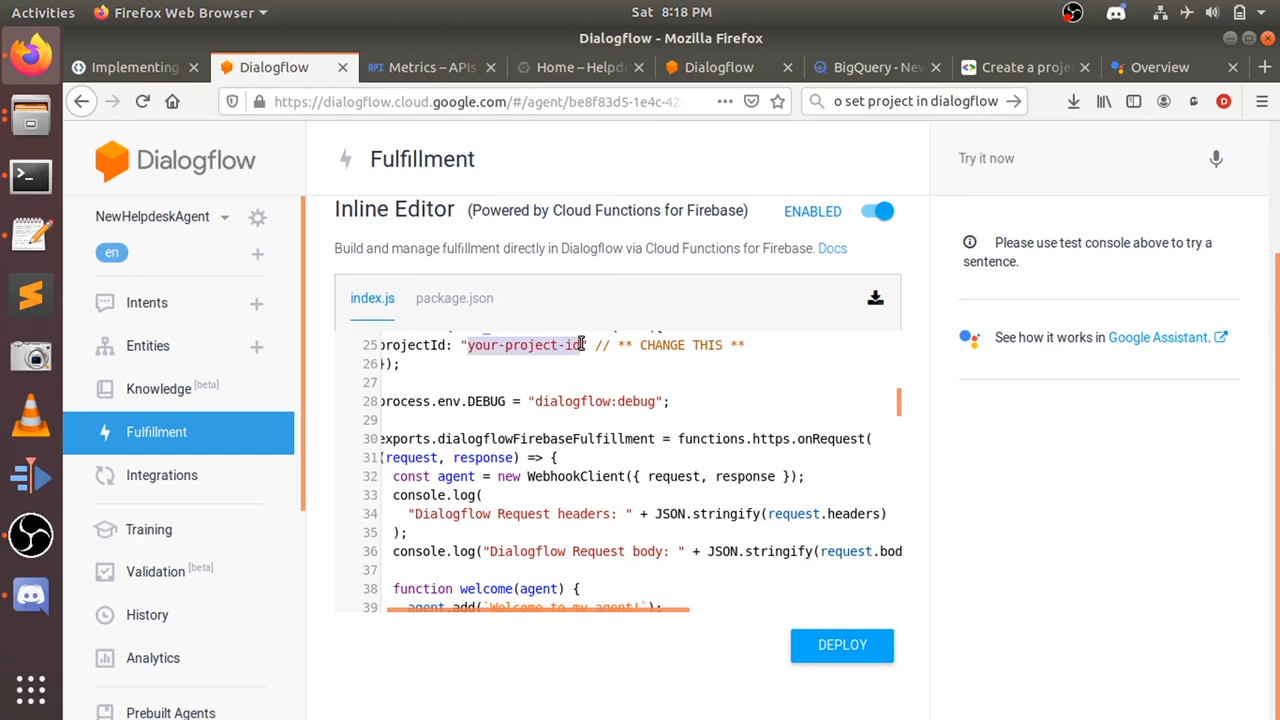 Activities
Firefox Web Browser
Sat 8:18 PM
Dialogflow - Mozilla Firefox
Implementing
Dialogflow
Metrics – APIs
Home – Helpd
Dialogflow
BigQuery - Nev
Create a proje
Overview
https://dialogflow.cloud.google.com/#/agent/be8f83d5-1e4c-42
o set project in dialogflow
Dialogflow
Fulfillment
Try it now
NewHelpdeskAgent
en
Inline Editor (Powered by Cloud Functions for Firebase) ENABLED
Build and manage fulfillment directly in Dialogflow via Cloud Functions for Firebase. Docs
Please use test console above to try a
sentence.
index.js package.json
Intents
Entities
Knowledge [beta]
Fulfillment
Integrations
Training
Validation [beta]
History
Analytics
Prebuilt Agents
See how it works in Google Assistant.
25 projectId: "your-project-id" // ** CHANGE THIS **
26 });
27
28 process.env.DEBUG = "dialogflow:debug";
29
30 exports.dialogflowFirebaseFulfillment = functions.https.onRequest(
31 (request, response) => {
32 const agent = new WebhookClient({ request, response });
33 console.log(
34 "Dialogflow Request headers: " + JSON.stringify(request.headers)
35 );
36 console.log("Dialogflow Request body: " + JSON.stringify(request.bod
37
38 function welcome(agent) {
39 agent.add(`Welcome to my agent!`);
DEPLOY